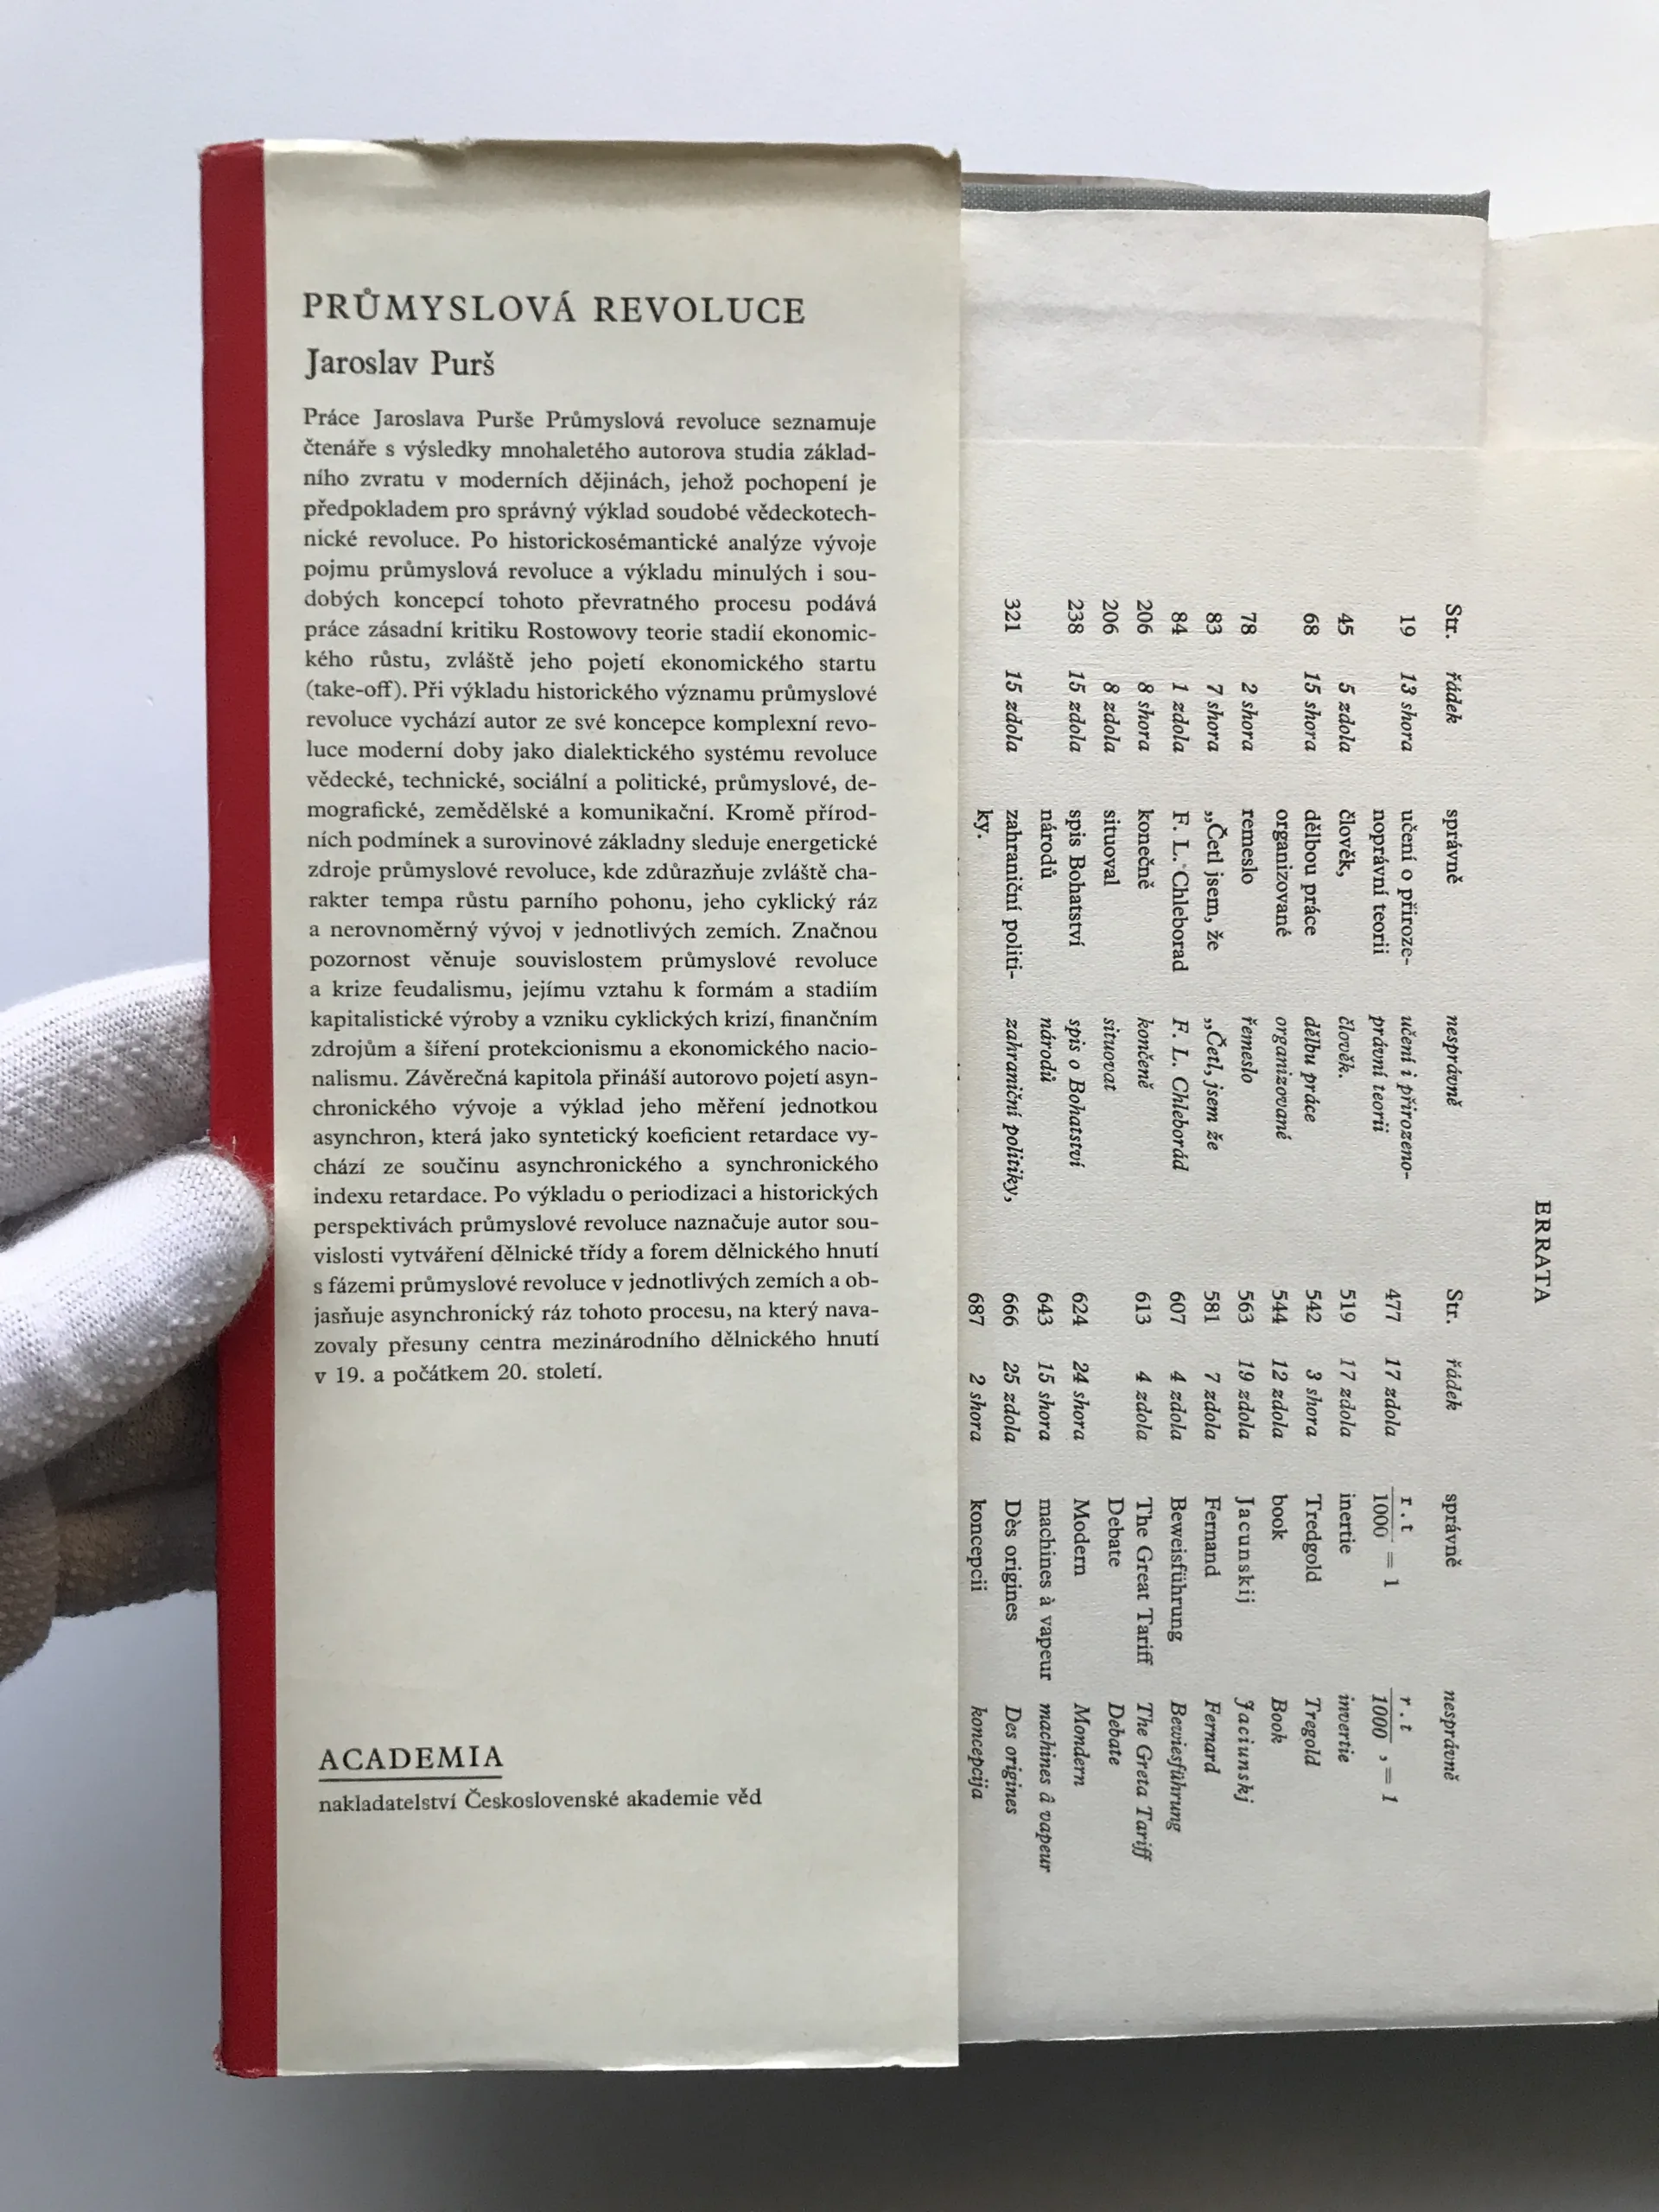 PRŮMYSLOVÁ REVOLUCE
Jaroslav Purš
Práce Jaroslava Purše Průmyslová revoluce seznamuje
čtenáře s výsledky mnohaletého autorova studia základ-
ního zvratu v moderních dějinách, jehož pochopení je
předpokladem pro správný výklad soudobé vědeckotech-
nické revoluce. Po historickosémantické analýze vývoje
pojmu průmyslová revoluce a výkladu minulých i sou-
dobých koncepcí tohoto převratného procesu podává
práce zásadní kritiku Rostowovy teorie stadií ekonomic-
kého růstu, zvláště jeho pojetí ekonomického startu
(take-off). Při výkladu historického významu průmyslové
revoluce vychází autor ze své koncepce komplexní revo-
luce moderní doby jako dialektického systému revoluce
vědecké, technické, sociální a politické, průmyslové, de-
mografické, zemědělské a komunikační. Kromě přírod-
ních podmínek a surovinové základny sleduje energetické
zdroje průmyslové revoluce, kde zdůrazňuje zvláště cha-
rakter tempa růstu parního pohonu, jeho cyklický ráz
a nerovnoměrný vývoj v jednotlivých zemích. Značnou
pozornost věnuje souvislostem průmyslové revoluce
a krize feudalismu, jejímu vztahu k formám a stadiím
kapitalistické výroby a vzniku cyklických krizí, finančním
zdrojům a šíření protekcionismu a ekonomického nacio-
nalismu. Závěrečná kapitola přináší autorovo pojetí asyn-
chronického vývoje a výklad jeho měření jednotkou
asynchron, která jako syntetický koeficient retardace vy-
chází ze součinu asynchronického a synchronického
indexu retardace. Po výkladu o periodizaci a historických
perspektivách průmyslové revoluce naznačuje autor sou-
vislosti vytváření dělnické třídy a forem dělnického hnutí
s fázemi průmyslové revoluce v jednotlivých zemích a ob-
jasňuje asynchronický ráz tohoto procesu, na který nava-
zovaly přesuny centra mezinárodního dělnického hnutí
v 19. a počátkem 20. století.
ACADEMIA
nakladatelství Československé akademie věd
ERRATA
Str. řádek správně nesprávně
19 13 shora učení o přiroze- učení i přirozeno-
noprávní teorii právní teorii
45 5 zdola člověk, člověk.
68 15 shora dělbou práce dělbu práce
organizované organizované
78 2 shora remeslo řemeslo
83 7 shora „Četl jsem, že „Četl, jsem že
84 1 zdola F. L. Chleborad F. L. Chleborád
206 8 shora konečně končeně
206 8 zdola situoval situovat
238 15 zdola spis Bohatství spis o Bohatství
národů národů
321 15 zdola zahraniční politi- zahraniční politiky,
ky.
Str. řádek správně nesprávně
477 17 zdola r . t / 1000 = 1 r . t / 1000 , = 1
519 17 zdola inertie invertie
542 3 shora Tredgold Tregold
544 12 zdola book Book
563 19 zdola Jacunskij Jaciunskj
581 7 zdola Fernand Fernard
607 4 zdola Beweisführung Bewiesführung
613 4 zdola The Great Tariff The Greta Tariff
Debate Debate
624 24 shora Modern Mondern
643 15 shora machines à vapeur machines â vapeur
666 25 zdola Dès origines Des origines
687 2 shora koncepcii koncepcija